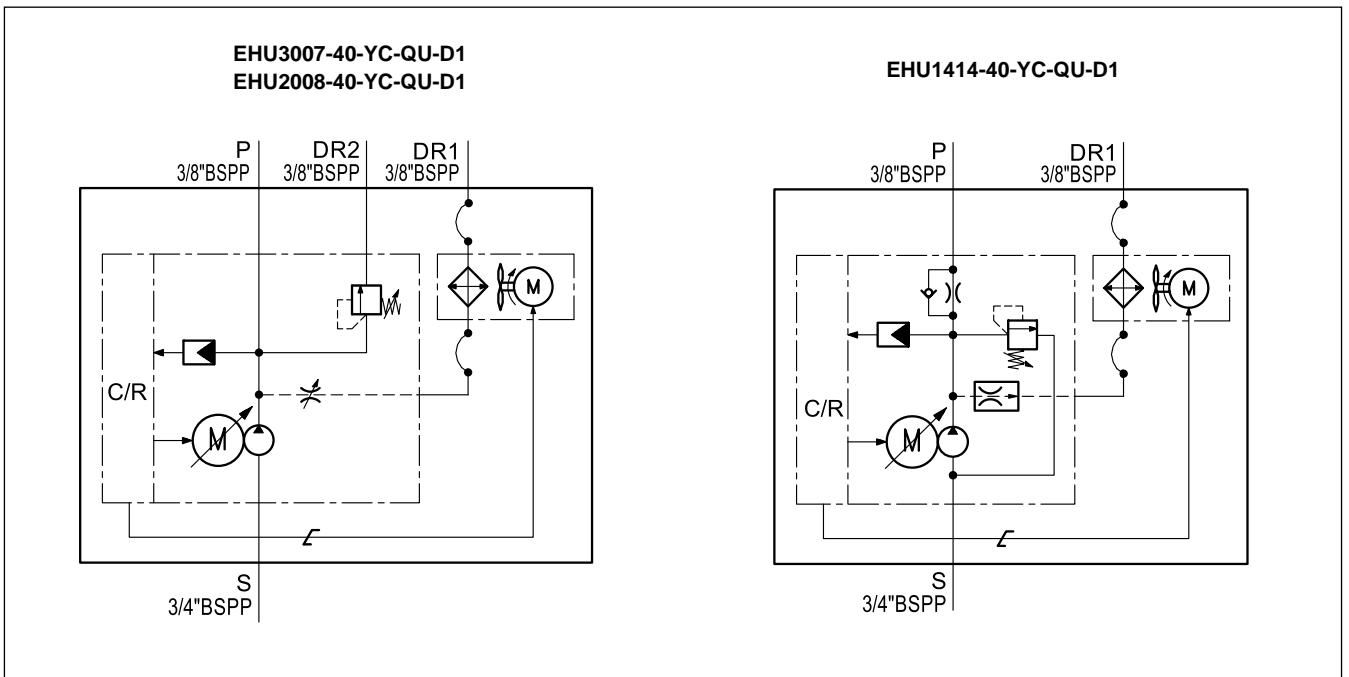 EHU3007-40-YC-QU-D1
EHU2008-40-YC-QU-D1
P
3/8"BSPP
DR2
3/8"BSPP
DR1
3/8"BSPP
M
C/R
M
S
3/4"BSPP
EHU1414-40-YC-QU-D1
P
3/8"BSPP
DR1
3/8"BSPP
M
C/R
M
S
3/4"BSPP